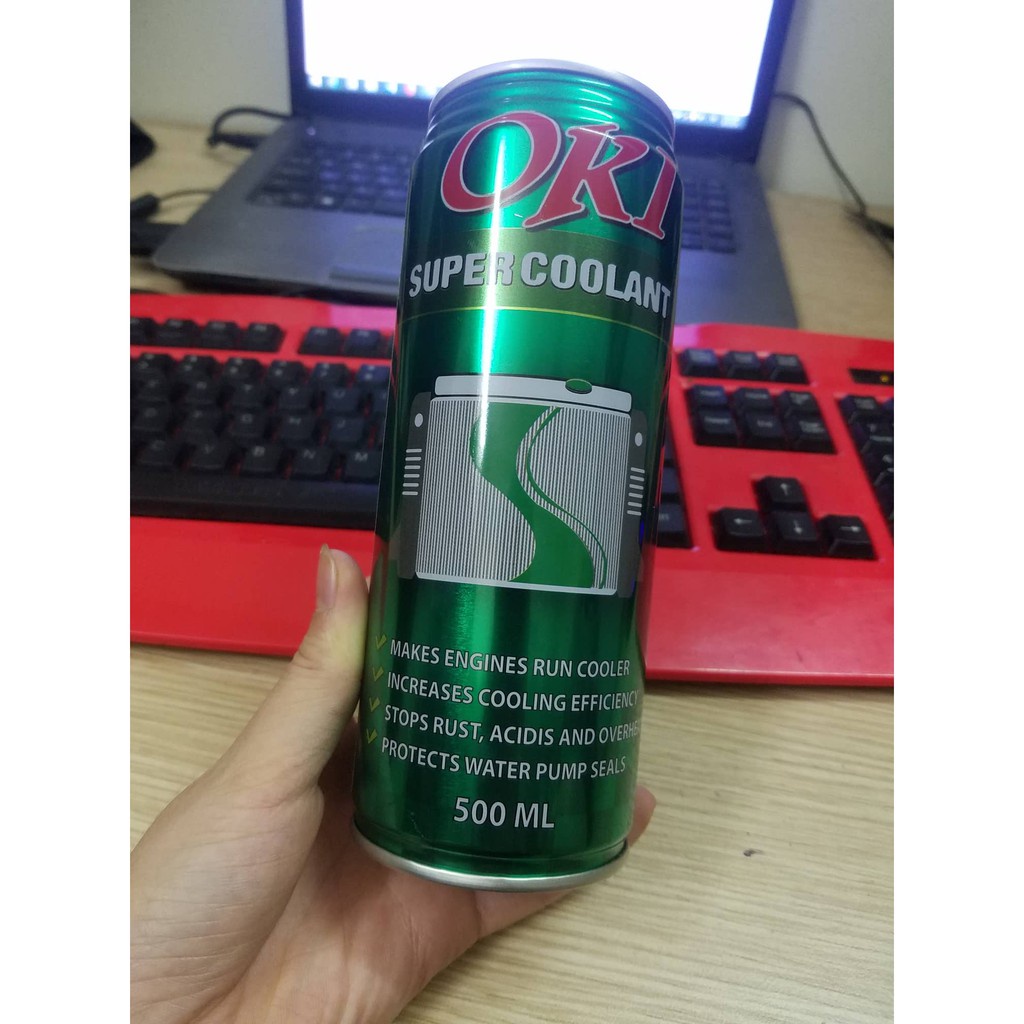 OKI
SUPER COOLANT
MAKES ENGINES RUN COOLER
INCREASES COOLING EFFICIENCY
STOPS RUST, ACIDIS AND
PROTECTS WATER PUMP SEALS
500 ML